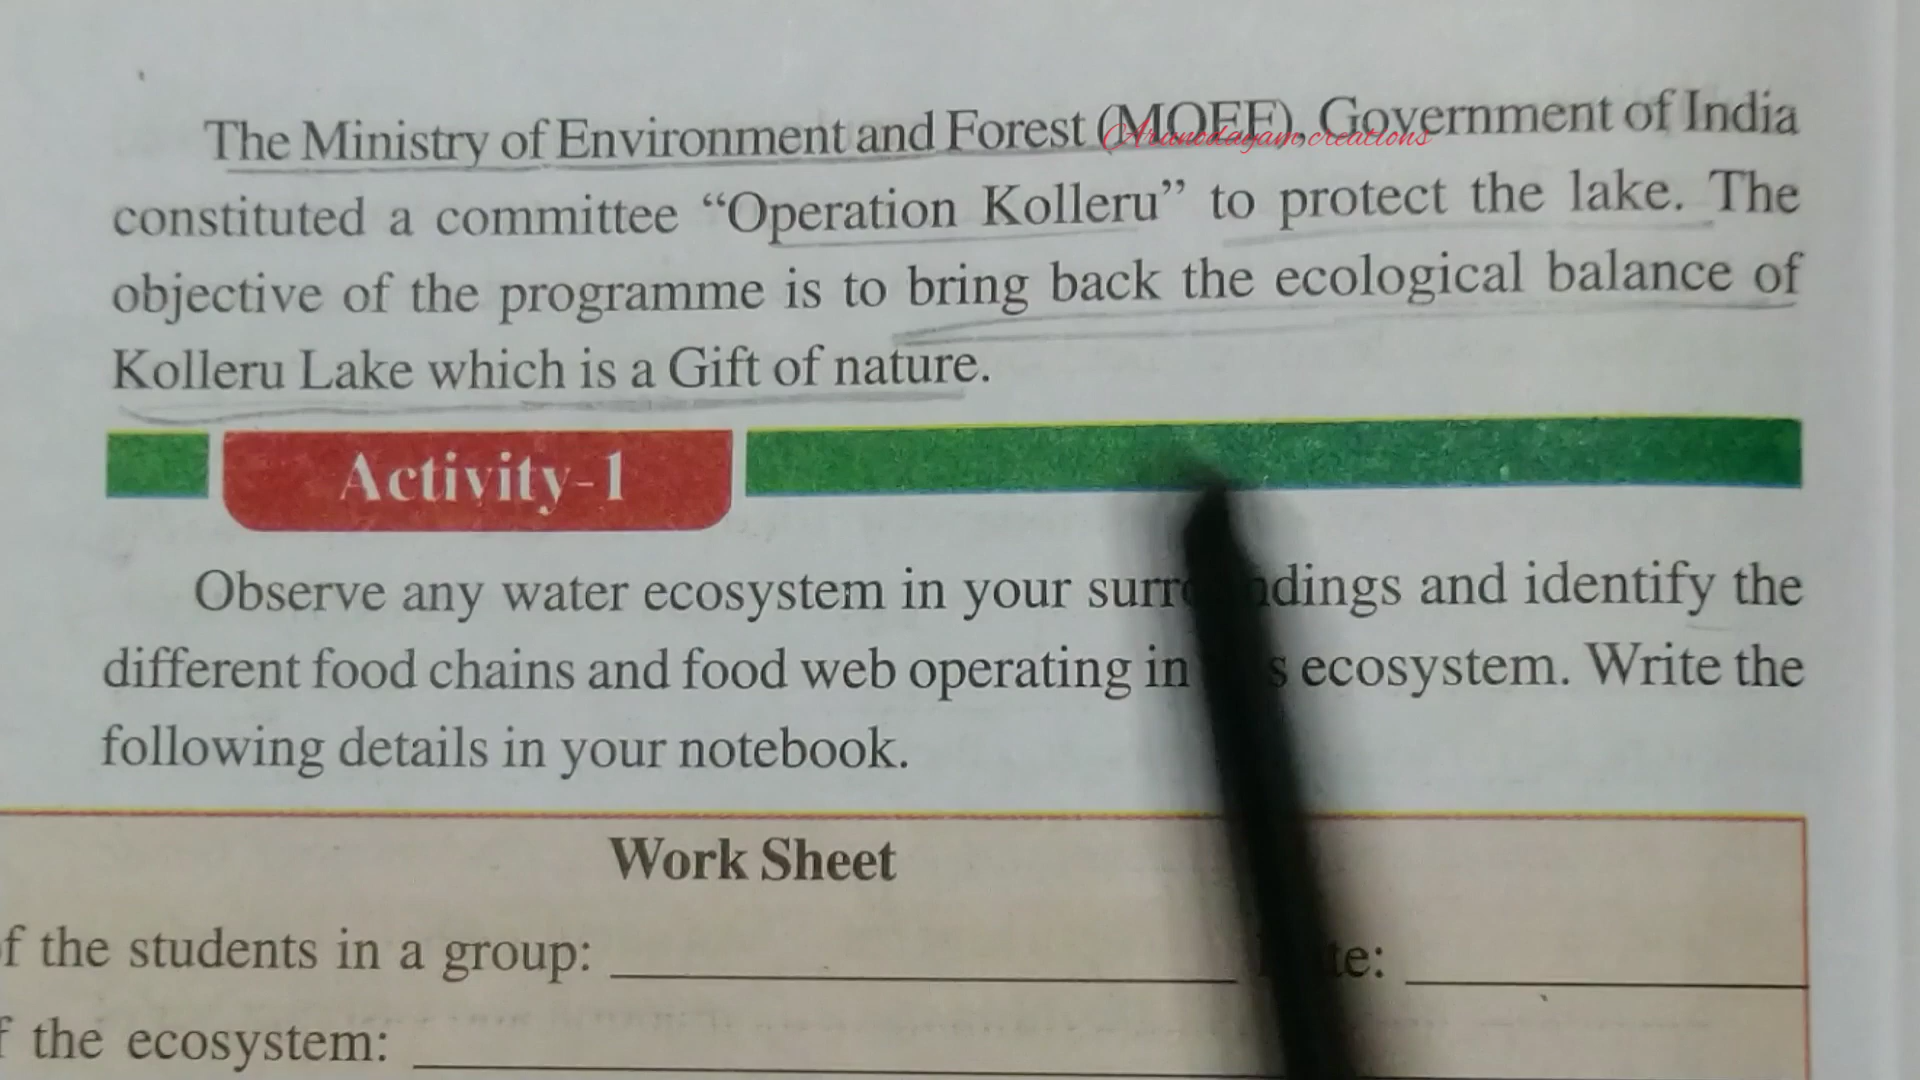 The Ministry of Environment and Forest (MOEF), Government of India
Arunodayam creations
constituted a committee “Operation Kolleru” to protect the lake. The
objective of the programme is to bring back the ecological balance of
Kolleru Lake which is a Gift of nature.
Activity-1
Observe any water ecosystem in your and identify the
different food chains and food web operating in ecosystem. Write the
following details in your notebook.
Work Sheet
the students in a group:
the ecosystem: